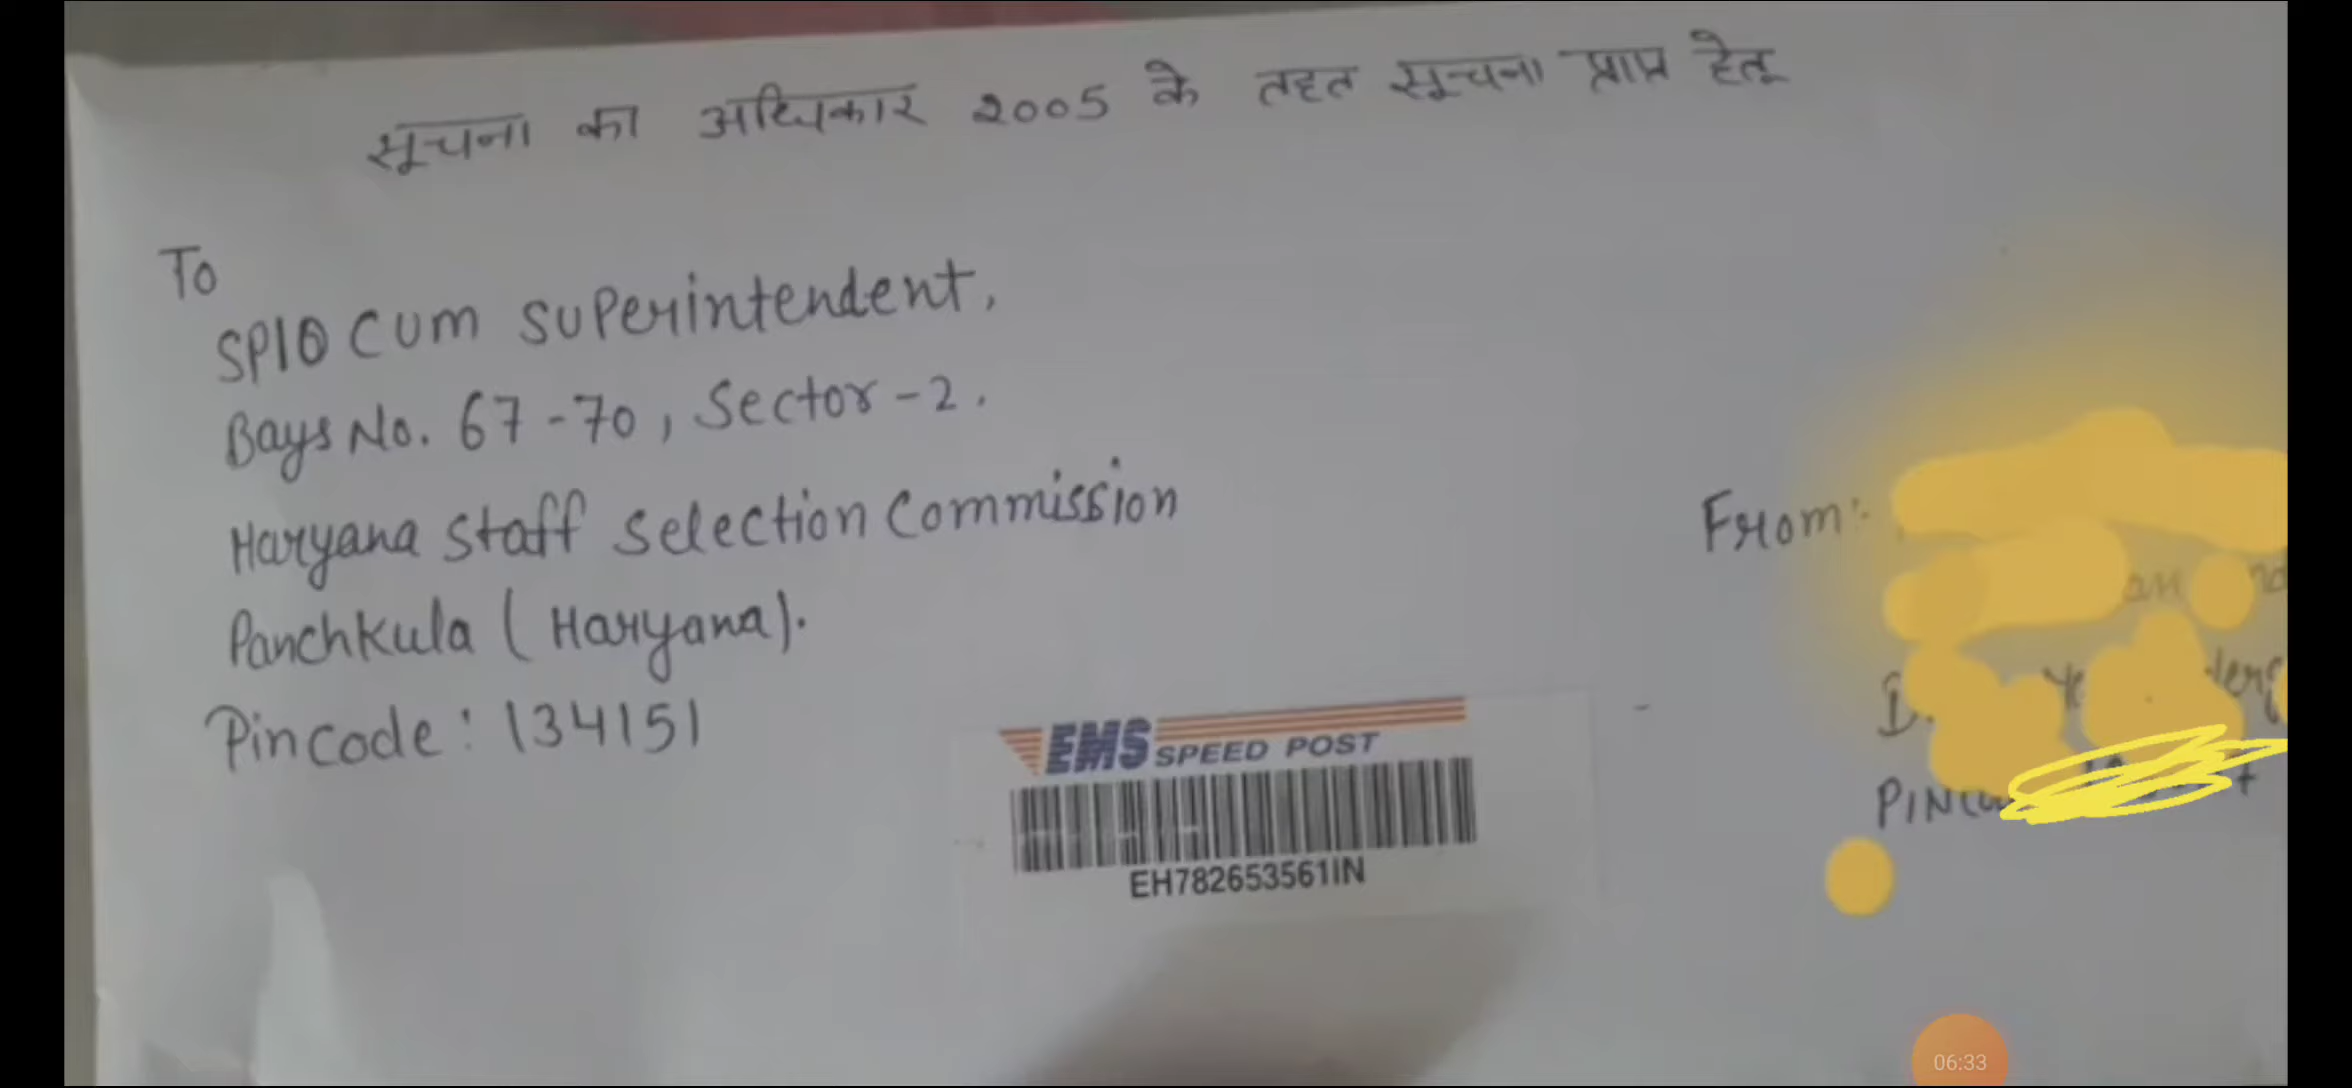 सूचना का अधिकार 2005 के तहत सूचना प्राप्त हेतू
To
SPIO CUM Superintendent,
Bays No. 67-70, Sector-2.
Haryana Staff Selection Commission
Panchkula (Haryana).
Pincode: 134151
EMS SPEED POST
EH782653561IN
From:-
06:33